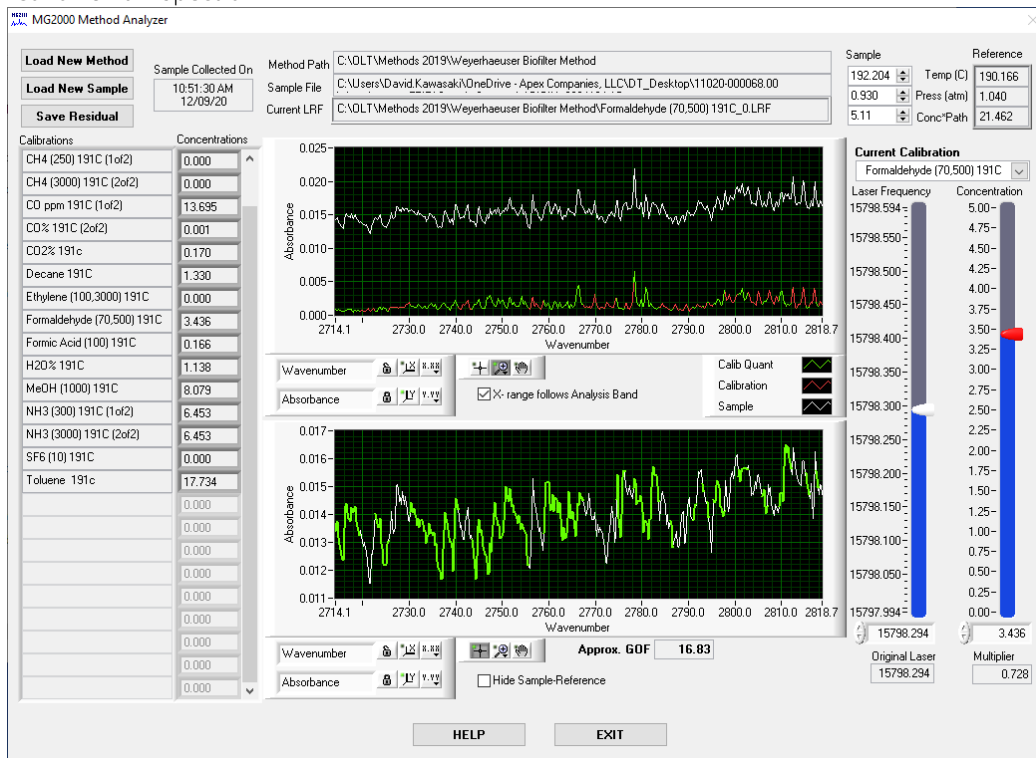 MG2000 Method Analyzer
Load New Method
Load New Sample
Save Residual
Sample Collected On
10:51:30 AM
12/09/20
Method Path C:\OLT\Methods 2019\Weyerhaeuser Biofilter Method
Sample File C:\Users\David.Kawasaki\OneDrive - Apex Companies, LLC\DT_Desktop\11020-000068.00
Current LRF C:\OLT\Methods 2019\Weyerhaeuser Biofilter Method\Formaldehyde (70,500) 191C_0.LRF
Sample Reference
192.204 Temp (C) 190.166
0.930 Press (atm) 1.040
5.11 Conc*Path 21.462
Calibrations Concentrations
CH4 (250) 191C (1of2) 0.000
CH4 (3000) 191C (2of2) 0.000
CO ppm 191C (1of2) 13.695
CO% 191C (2of2) 0.001
CO2% 191c 0.170
Decane 191C 1.330
Ethylene (100,3000) 191C 0.000
Formaldehyde (70,500) 191C 3.436
Formic Acid (100) 191C 0.166
H2O% 191C 1.138
MeOH (1000) 191C 8.079
NH3 (300) 191C (1of2) 6.453
NH3 (3000) 191C (2of2) 6.453
SF6 (10) 191C 0.000
Toluene 191c 17.734
0.000
0.000
0.000
0.000
0.000
0.000
0.000
0.000
0.000
Absorbance
0.025
0.020
0.015
0.010
0.005
0.000
2714.1 2730.0 2740.0 2750.0 2760.0 2770.0 2780.0 2790.0 2800.0 2810.0 2818.7
Wavenumber
Wavenumber
Absorbance
X- range follows Analysis Band
Calib Quant
Calibration
Sample
Absorbance
0.017
0.016
0.015
0.014
0.013
0.012
0.011
2714.1 2730.0 2740.0 2750.0 2760.0 2770.0 2780.0 2790.0 2800.0 2810.0 2818.7
Wavenumber
Wavenumber
Absorbance
Approx. GOF 16.83
Hide Sample-Reference
Current Calibration
Formaldehyde (70,500) 191C
Laser Frequency
15798.594
15798.550
15798.500
15798.450
15798.400
15798.350
15798.300
15798.250
15798.200
15798.150
15798.100
15798.050
15797.994
15798.294
Original Laser
15798.294
Concentration
5.00
4.75
4.50
4.25
4.00
3.75
3.50
3.25
3.00
2.75
2.50
2.25
2.00
1.75
1.50
1.25
1.00
0.75
0.50
0.25
0.00
3.436
Multiplier
0.728
HELP EXIT